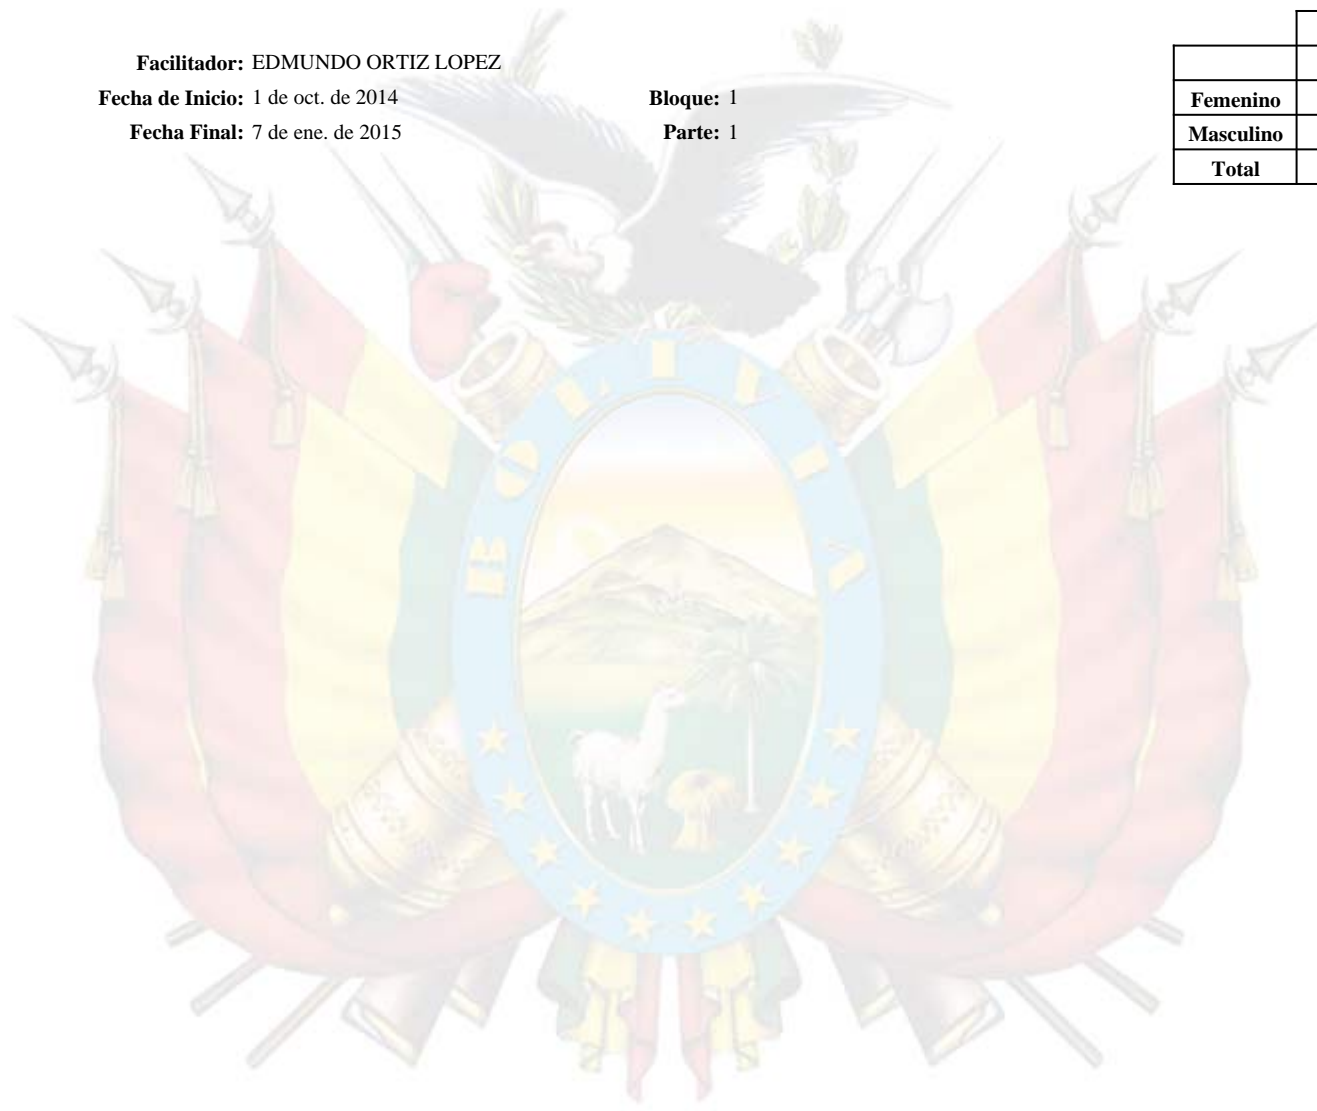 Facilitador: EDMUNDO ORTIZ LOPEZ
Fecha de Inicio: 1 de oct. de 2014 Bloque: 1
Fecha Final: 7 de ene. de 2015 Parte: 1
Femenino
Masculino
Total
BOLIVIA